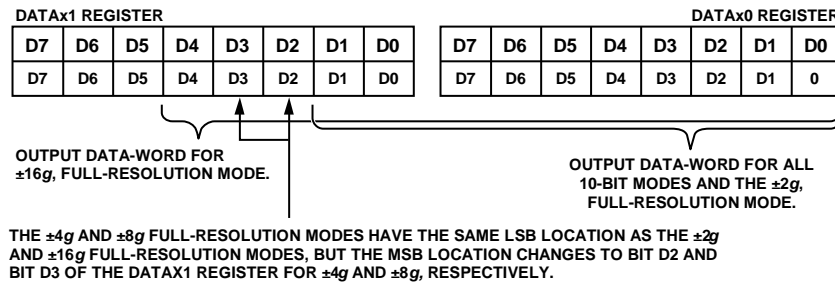 DATAx1 REGISTER DATAx0 REGISTER
D7 D6 D5 D4 D3 D2 D1 D0 D7 D6 D5 D4 D3 D2 D1 D0
D7 D6 D5 D4 D3 D2 D1 D0 D7 D6 D5 D4 D3 D2 D1 0
OUTPUT DATA-WORD FOR
±16g, FULL-RESOLUTION MODE.
OUTPUT DATA-WORD FOR ALL
10-BIT MODES AND THE ±2g,
FULL-RESOLUTION MODE.
THE ±4g AND ±8g FULL-RESOLUTION MODES HAVE THE SAME LSB LOCATION AS THE ±2g
AND ±16g FULL-RESOLUTION MODES, BUT THE MSB LOCATION CHANGES TO BIT D2 AND
BIT D3 OF THE DATAX1 REGISTER FOR ±4g AND ±8g, RESPECTIVELY.